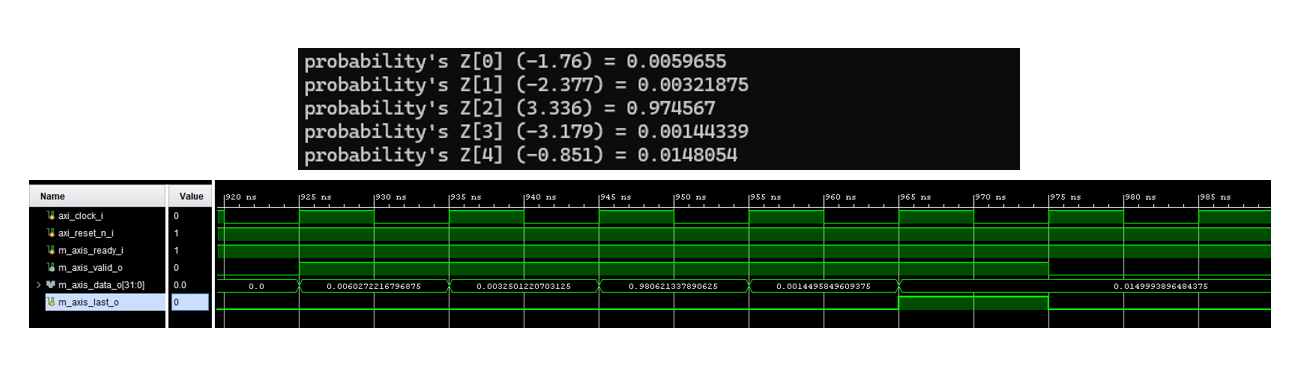 probability's Z[0] (-1.76) = 0.0059655
probability's Z[1] (-2.377) = 0.00321875
probability's Z[2] (3.336) = 0.974567
probability's Z[3] (-3.179) = 0.00144339
probability's Z[4] (-0.851) = 0.0148054
Name Value 920 ns 925 ns 930 ns 935 ns 940 ns 945 ns 950 ns 955 ns 960 ns 965 ns 970 ns 975 ns 980 ns 985 ns
axi_clock_i 0
axi_reset_n_i 1
m_axis_ready_i 1
m_axis_valid_o 0
m_axis_data_o[31:0] 0.0 0.0 0.0060272216796875 0.0032501220703125 0.980621337890625 0.0014495849609375 0.0149993896484375
m_axis_last_o 0